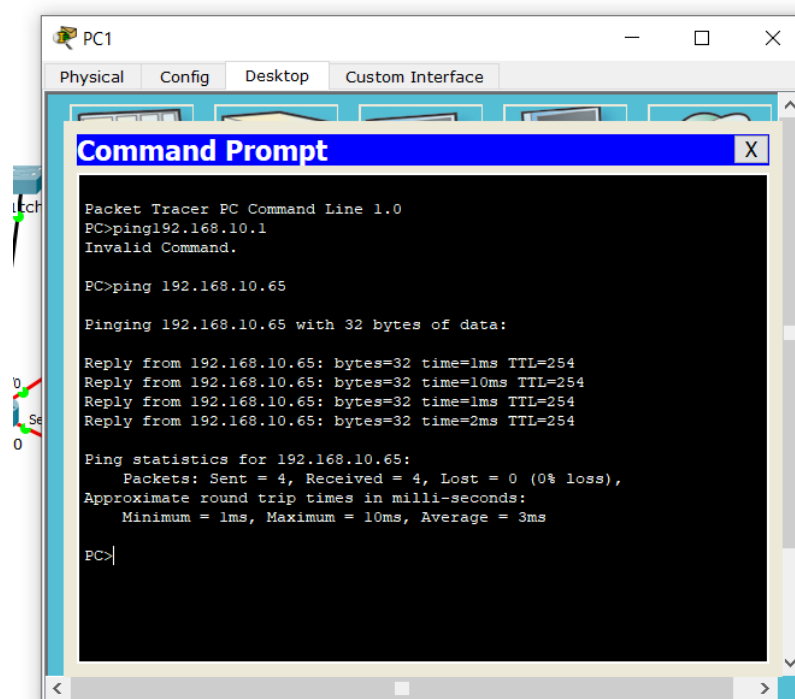 PC1
Physical Config Desktop Custom Interface
Command Prompt X
Packet Tracer PC Command Line 1.0
PC>ping192.168.10.1
Invalid Command.
PC>ping 192.168.10.65
Pinging 192.168.10.65 with 32 bytes of data:
Reply from 192.168.10.65: bytes=32 time=1ms TTL=254
Reply from 192.168.10.65: bytes=32 time=10ms TTL=254
Reply from 192.168.10.65: bytes=32 time=1ms TTL=254
Reply from 192.168.10.65: bytes=32 time=2ms TTL=254
Ping statistics for 192.168.10.65:
Packets: Sent = 4, Received = 4, Lost = 0 (0% loss),
Approximate round trip times in milli-seconds:
Minimum = 1ms, Maximum = 10ms, Average = 3ms
PC>